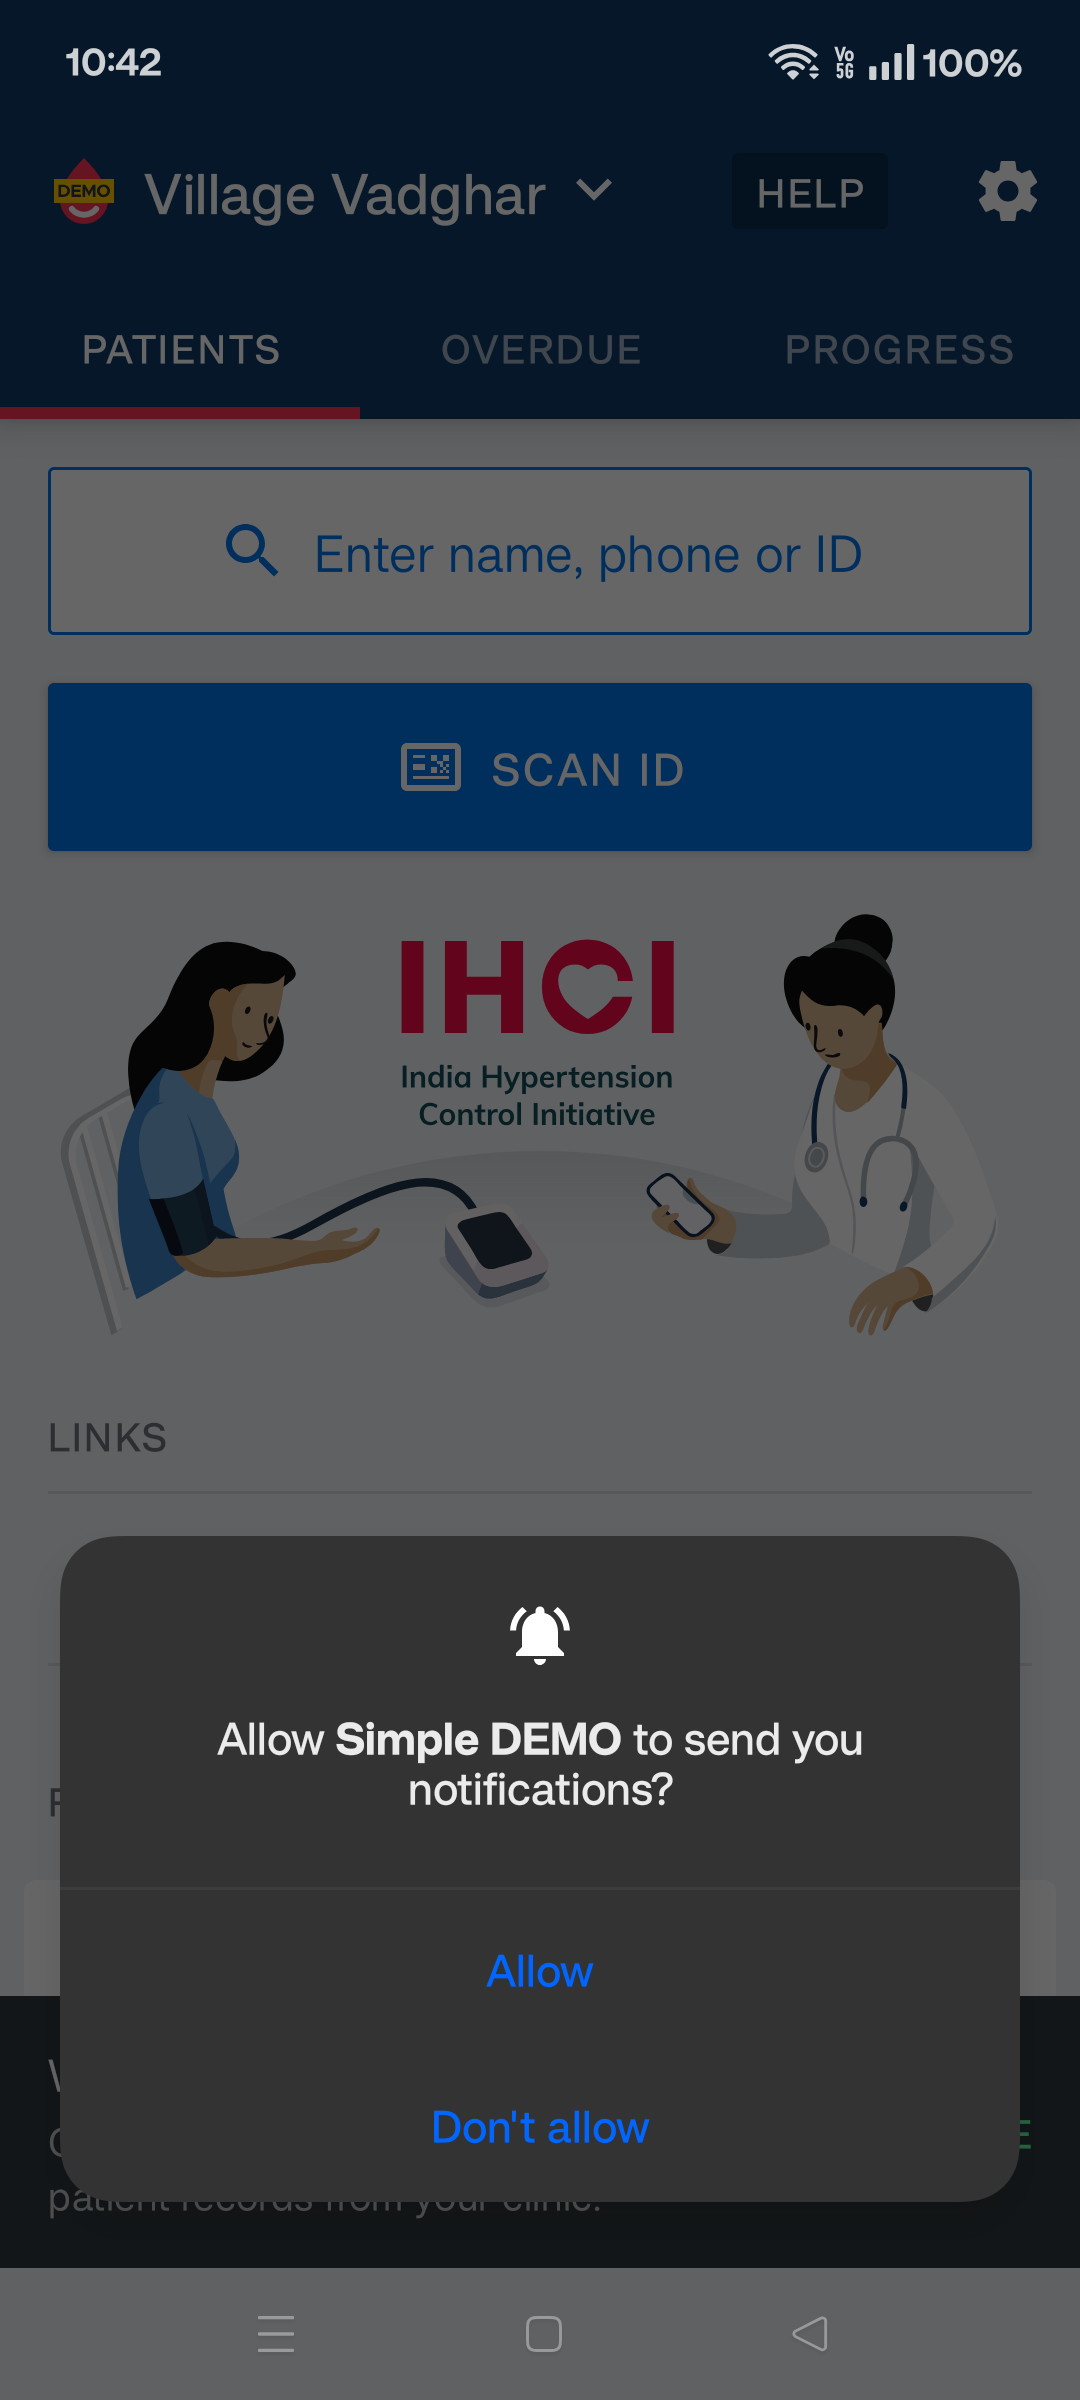 10:42
Vo 5G
100%
DEMO
Village Vadghar
HELP
PATIENTS
OVERDUE
PROGRESS
Enter name, phone or ID
SCAN ID
IHCI
India Hypertension
Control Initiative
LINKS
Allow Simple DEMO to send you
notifications?
Allow
Don't allow
patient records from your clinic.